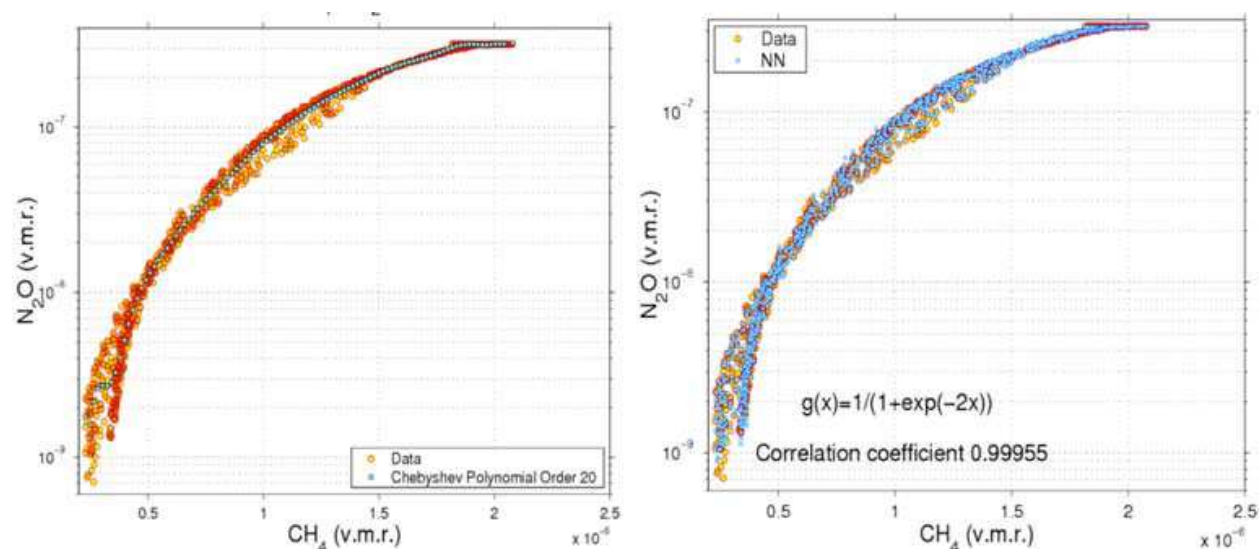 10⁻⁷
10⁻⁸
10⁻⁹
N₂O (v.m.r.)
Data
Chebyshev Polynomial Order 20
0.5
1
1.5
2
2.5
CH₄ (v.m.r.)
x 10⁻⁶
Data
NN
10⁻⁷
10⁻⁸
10⁻⁹
N₂O (v.m.r.)
g(x)=1/(1+exp(−2x))
Correlation coefficient 0.99955
0.5
1
1.5
2
2.5
CH₄ (v.m.r.)
x 10⁻⁶